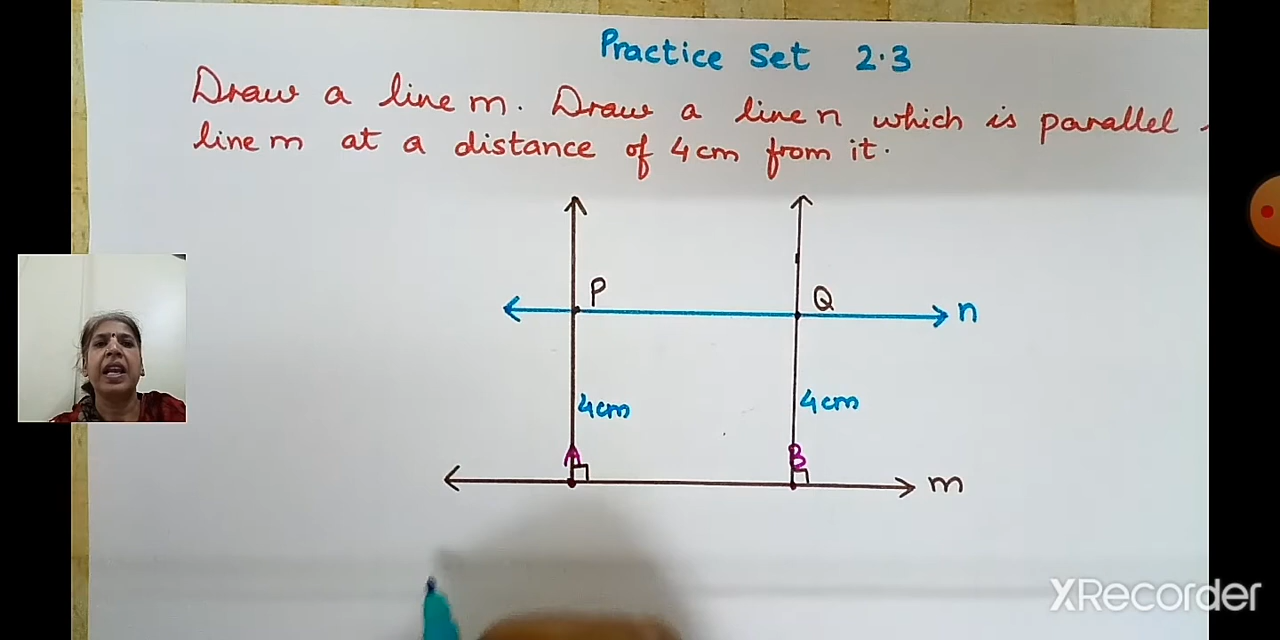 Practice Set 2.3
Draw a line m. Draw a line n which is parallel
line m at a distance of 4cm from it.
P
Q
n
4cm
4cm
A
B
m
XRecorder